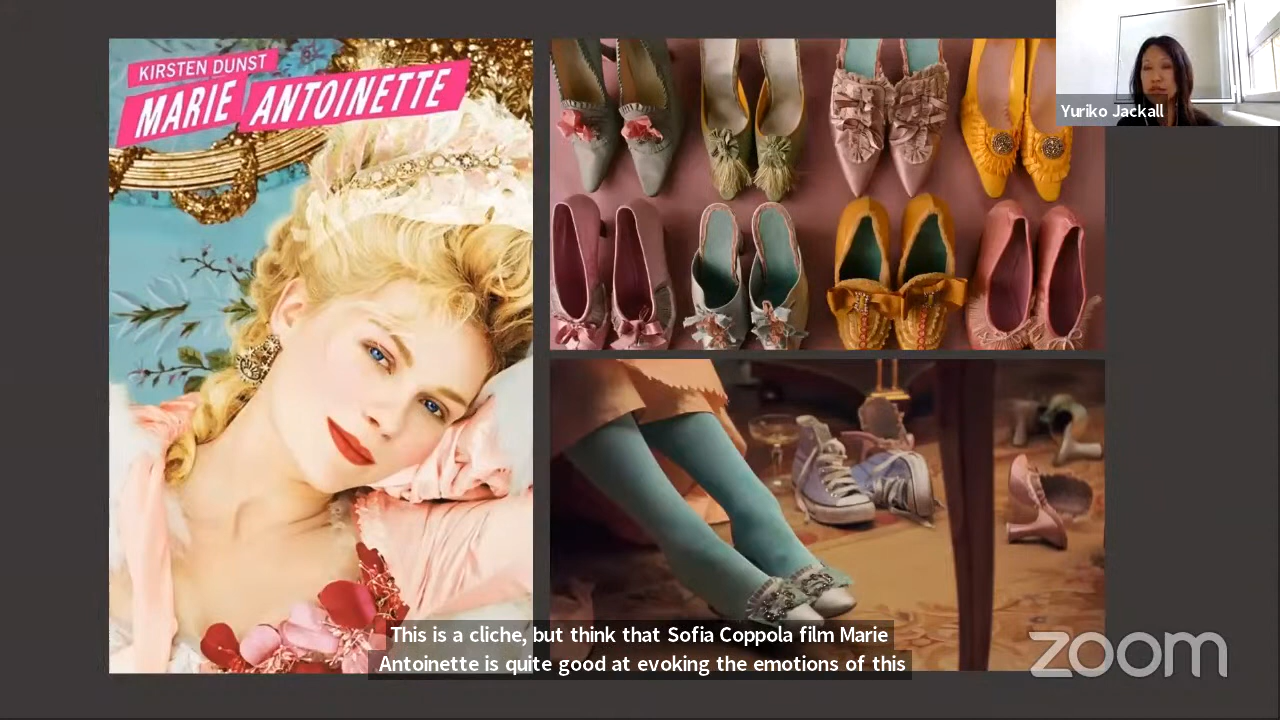 KIRSTEN DUNST
MARIE ANTOINETTE
Yuriko Jackall
This is a cliche, but think that Sofia Coppola film Marie
Antoinette is quite good at evoking the emotions of this
zoom